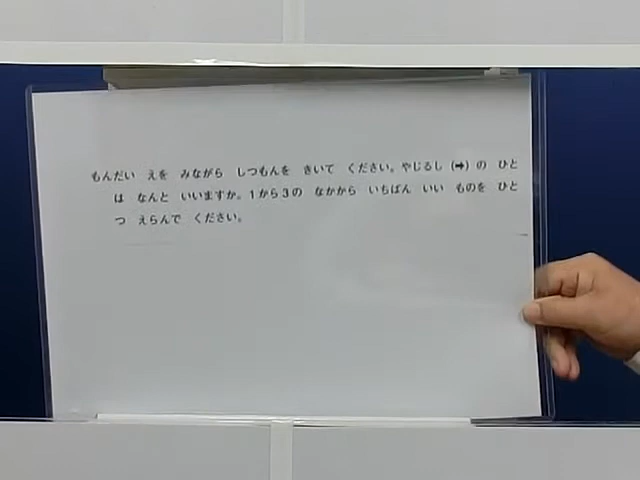 もんだい えを みながら しつもんを きいて ください。やじるし (➡) の ひと
は なんと いいますか。1から3の なかから いちばん いい ものを ひと
つ えらんで ください。